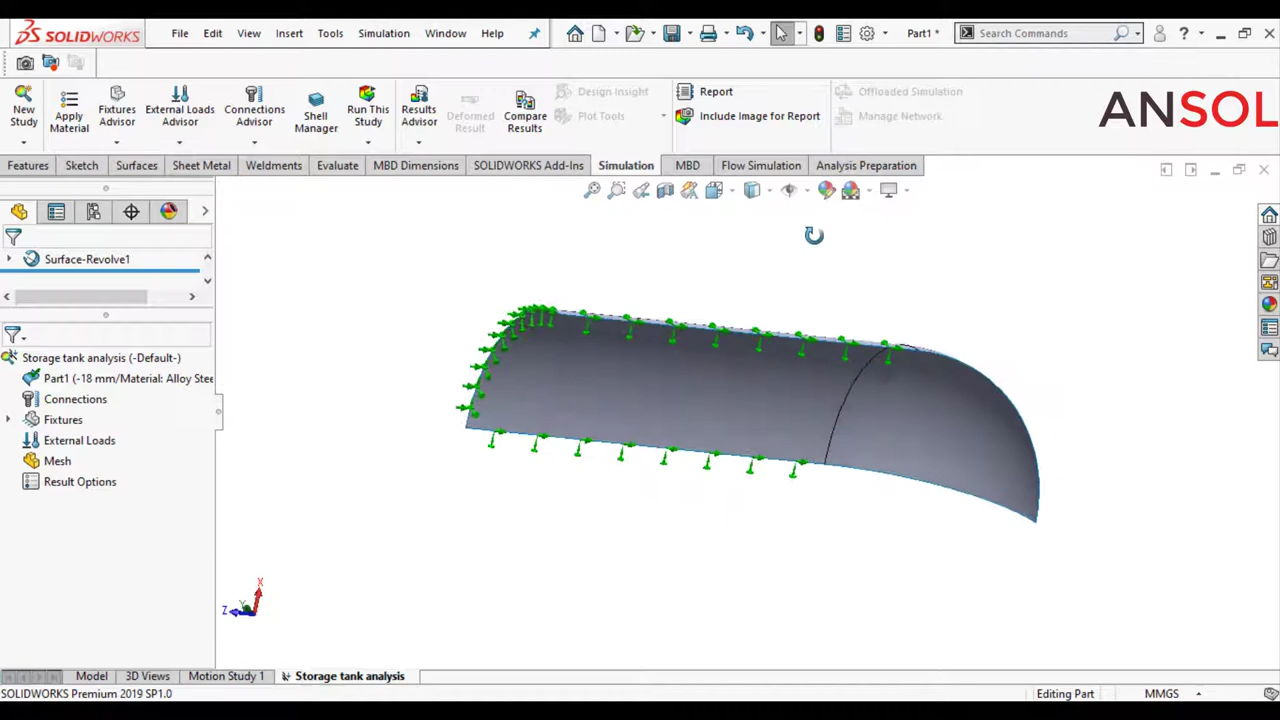 SOLIDWORKS File Edit View Insert Tools Simulation Window Help Part1 * Search Commands ?
New Study
Apply Material
Fixtures Advisor
External Loads Advisor
Connections Advisor
Shell Manager
Run This Study
Results Advisor
Deformed Result
Compare Results
Design Insight
Plot Tools
Report
Include Image for Report
Offloaded Simulation
Manage Network
ANSOL
Features Sketch Surfaces Sheet Metal Weldments Evaluate MBD Dimensions SOLIDWORKS Add-Ins Simulation MBD Flow Simulation Analysis Preparation
Surface-Revolve1
Storage tank analysis (-Default-)
Part1 (-18 mm/Material: Alloy Stee
Connections
Fixtures
External Loads
Mesh
Result Options
X
Y
Z
Model 3D Views Motion Study 1 Storage tank analysis
SOLIDWORKS Premium 2019 SP1.0 Editing Part MMGS